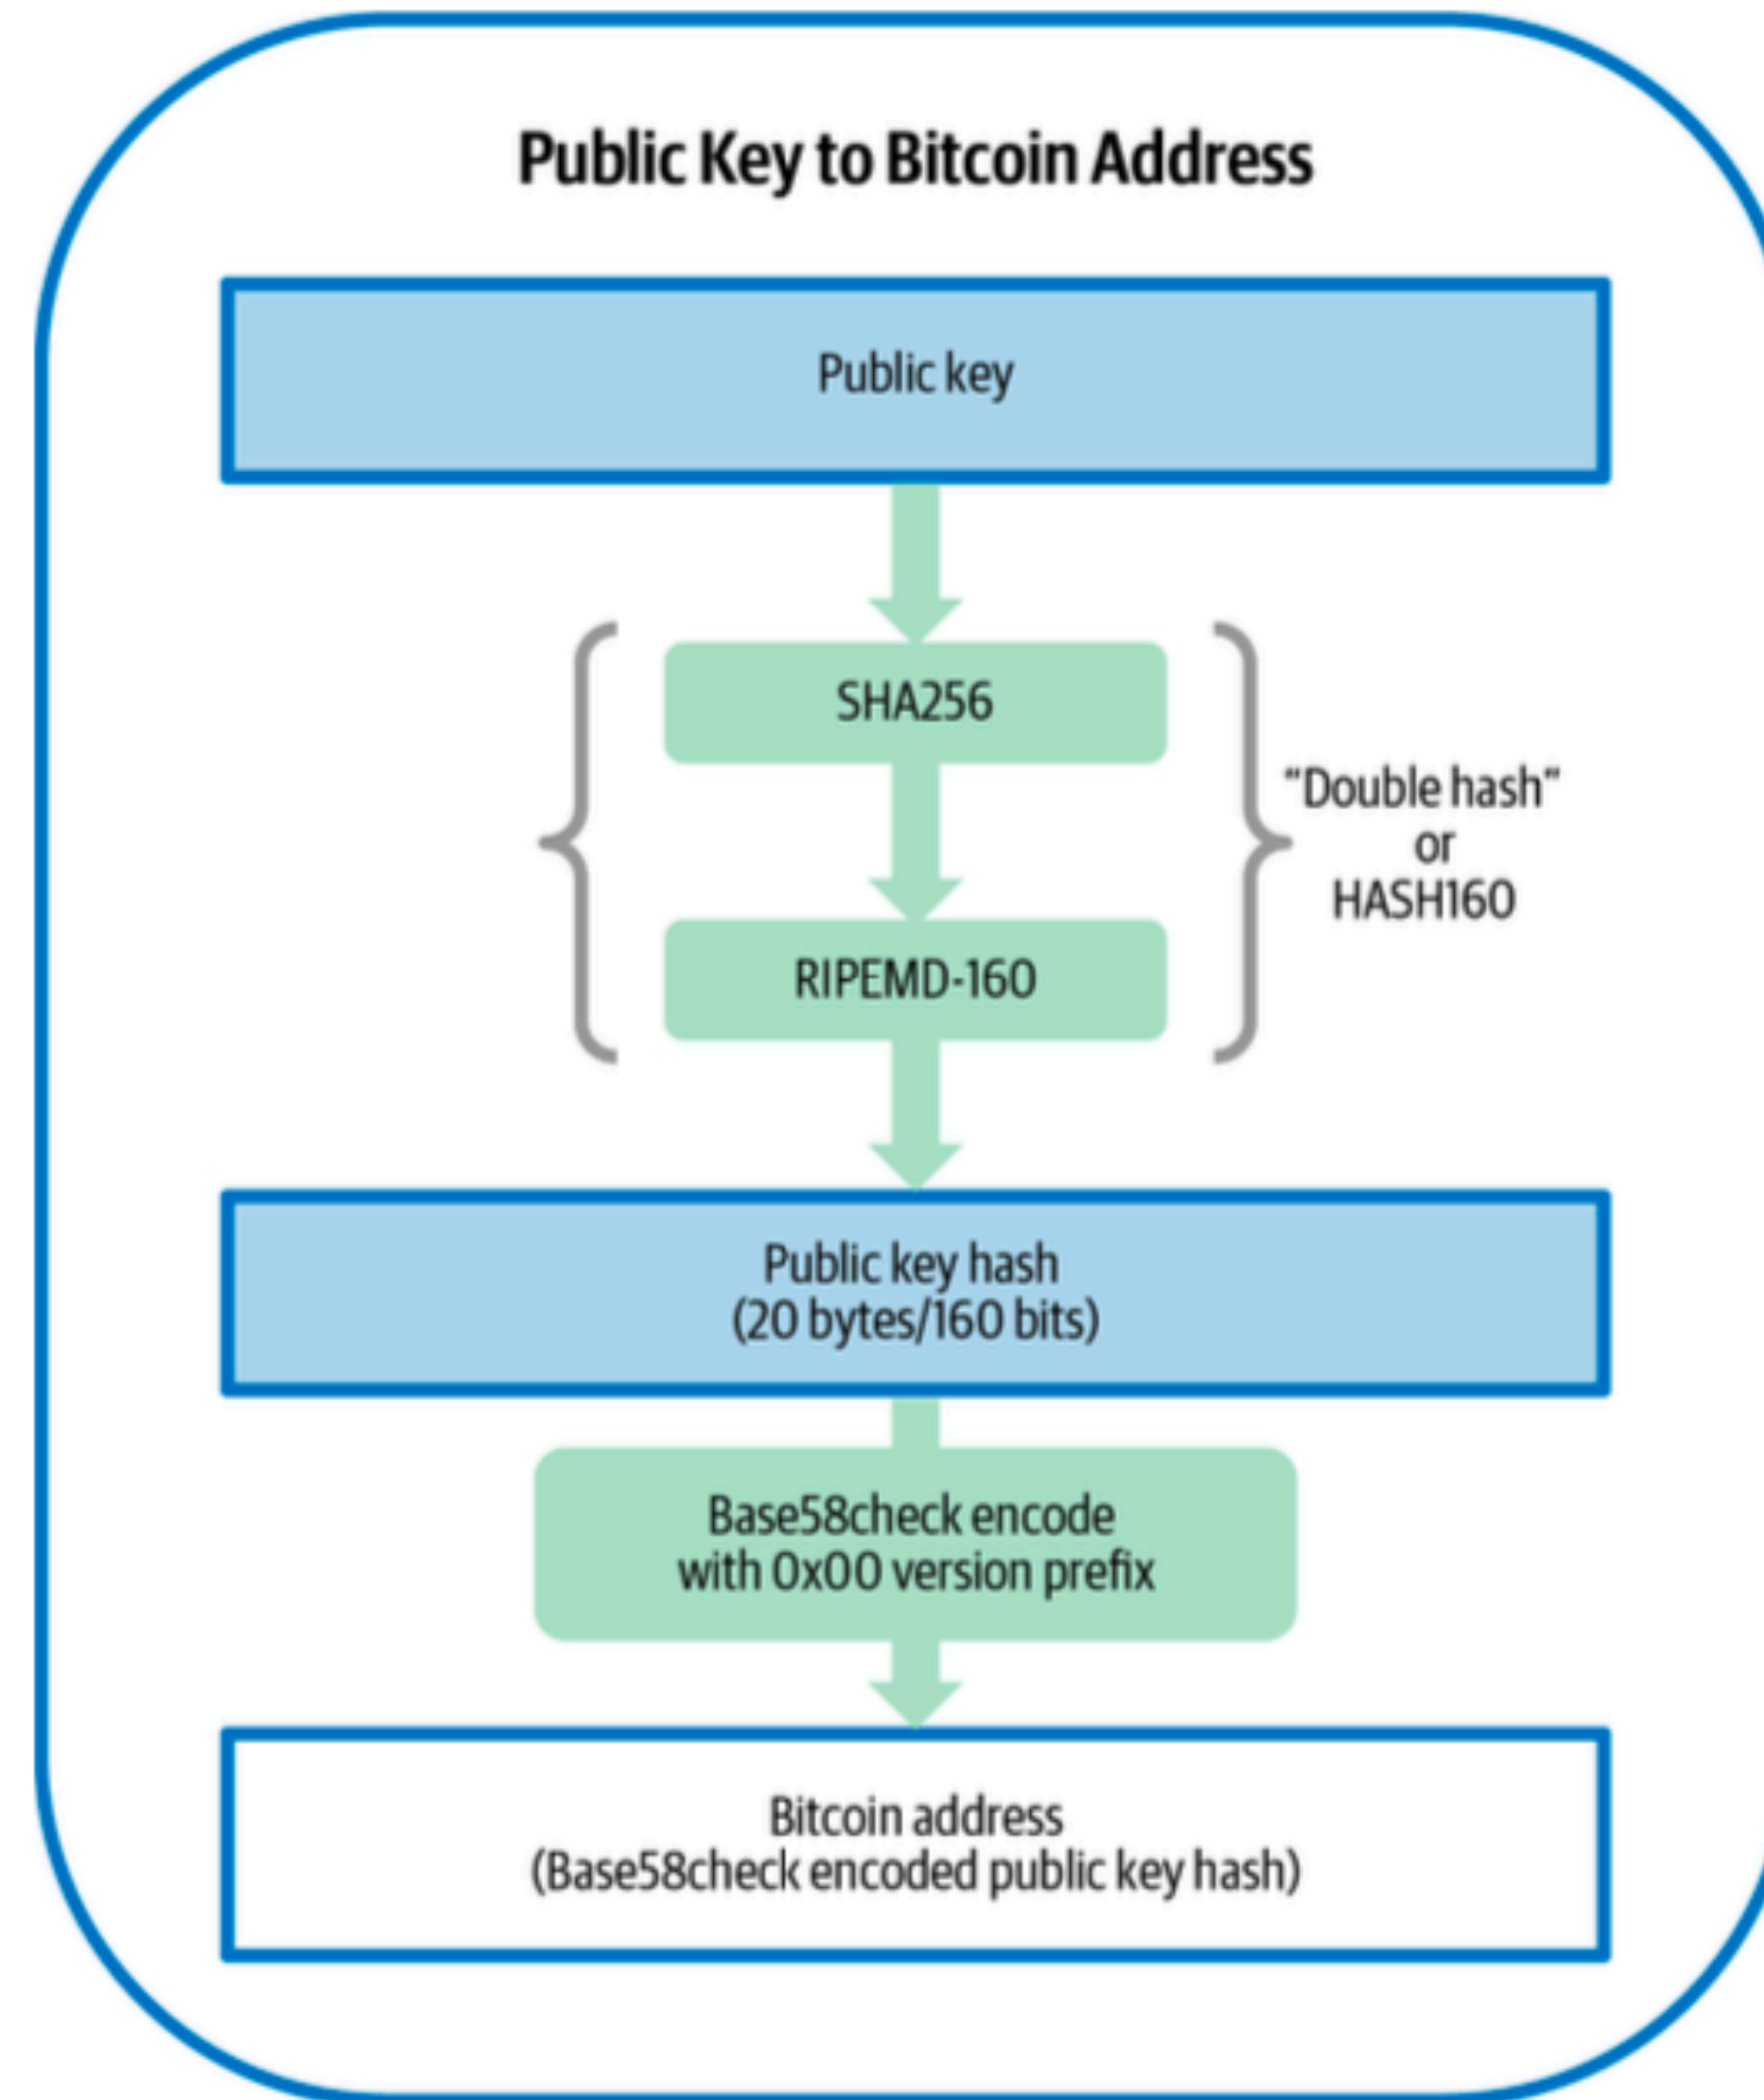 Public Key to Bitcoin Address
Public key
SHA256
“Double hash”
or
HASH160
RIPEMD-160
Public key hash
(20 bytes/160 bits)
Base58check encode
with 0x00 version prefix
Bitcoin address
(Base58check encoded public key hash)